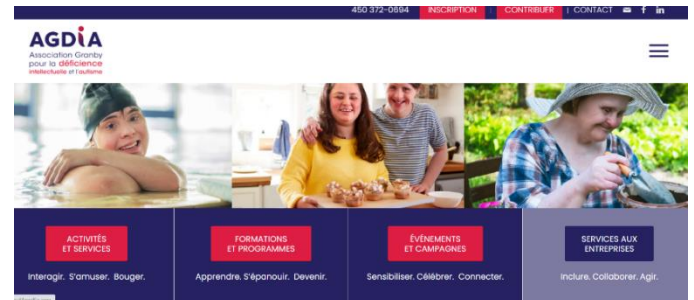 450 372-0694 INSCRIPTION | CONTRIBUER | CONTACT f in
AGDiA
Association Granby
pour la déficience
intellectuelle et l'autisme
ACTIVITÉS
ET SERVICES
FORMATIONS
ET PROGRAMMES
ÉVÉNEMENTS
ET CAMPAGNES
SERVICES AUX
ENTREPRISES
Interagir. S'amuser. Bouger.
Apprendre. S'épanouir. Devenir.
Sensibiliser. Célébrer. Connecter.
Inclure. Collaborer. Agir.